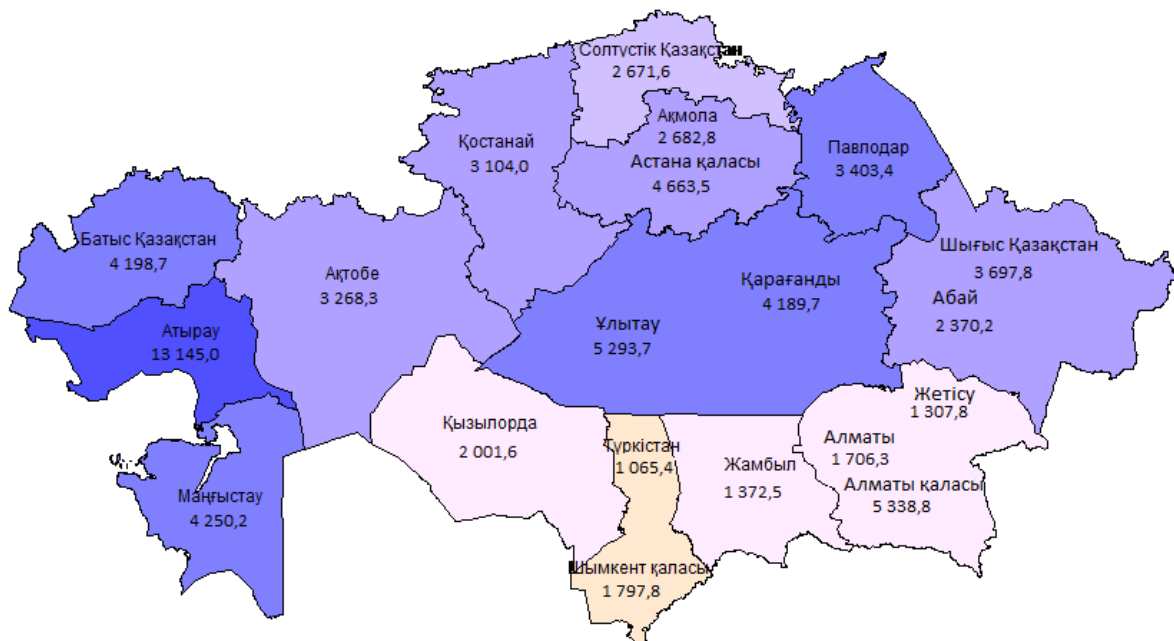 Солтүстік Қазақстан
2 671,6
Ақмола
2 682,8
Астана қаласы
4 663,5
Қостанай
3 104,0
Павлодар
3 403,4
Батыс Қазақстан
4 198,7
Ақтобе
3 268,3
Шығыс Қазақстан
3 697,8
Абай
2 370,2
Қарағанды
4 189,7
Ұлытау
5 293,7
Атырау
13 145,0
Маңғыстау
4 250,2
Қызылорда
2 001,6
Түркістан
1 065,4
Шымкент қаласы
1 797,8
Жамбыл
1 372,5
Жетісу
1 307,8
Алматы
1 706,3
Алматы қаласы
5 338,8